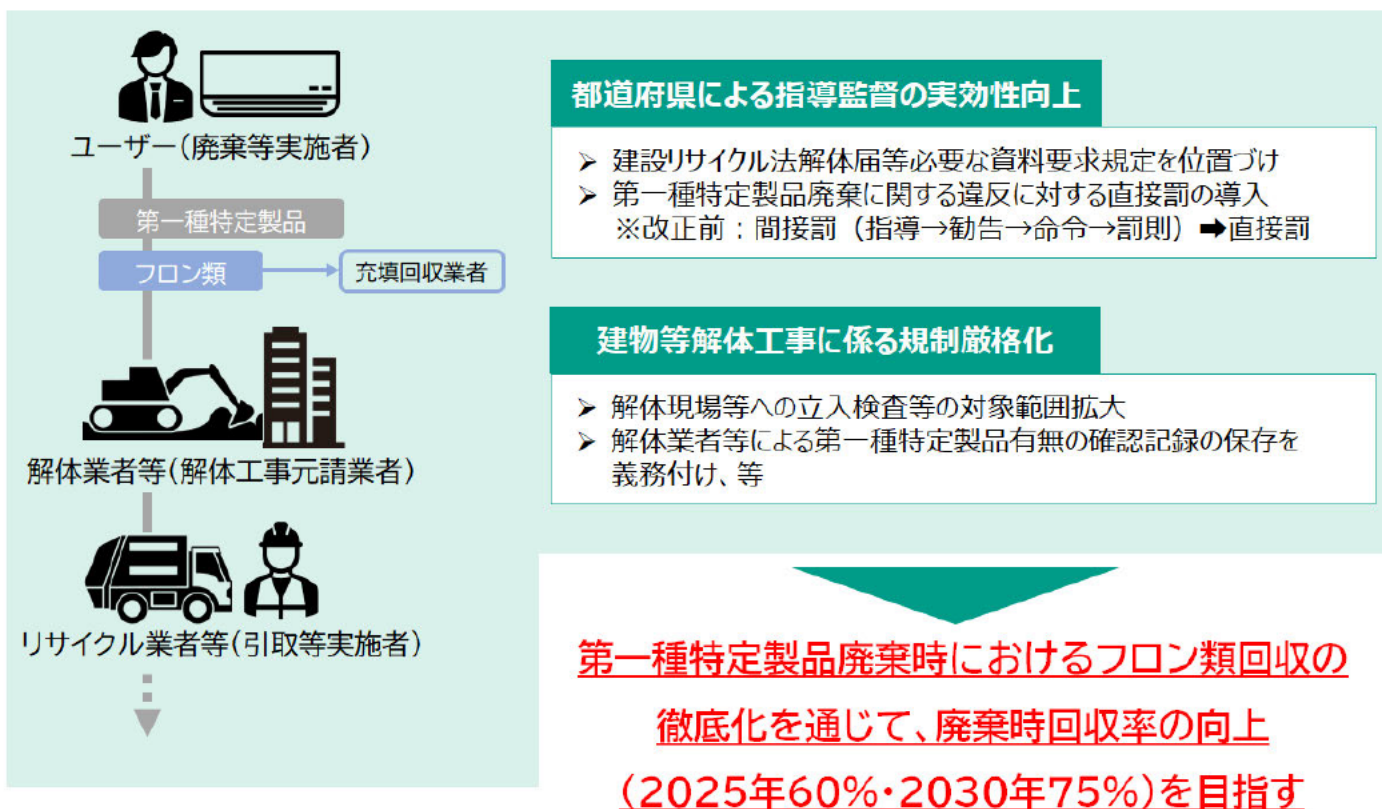 ユーザー(廃棄等実施者)
第一種特定製品
フロン類
充填回収業者
解体業者等(解体工事元請業者)
リサイクル業者等(引取等実施者)
都道府県による指導監督の実効性向上
➢ 建設リサイクル法解体届等必要な資料要求規定を位置づけ
➢ 第一種特定製品廃棄に関する違反に対する直接罰の導入
※改正前：間接罰（指導→勧告→命令→罰則）➡直接罰
建物等解体工事に係る規制厳格化
➢ 解体現場等への立入検査等の対象範囲拡大
➢ 解体業者等による第一種特定製品有無の確認記録の保存を
義務付け、等
第一種特定製品廃棄時におけるフロン類回収の
徹底化を通じて、廃棄時回収率の向上
(2025年60%・2030年75%)を目指す